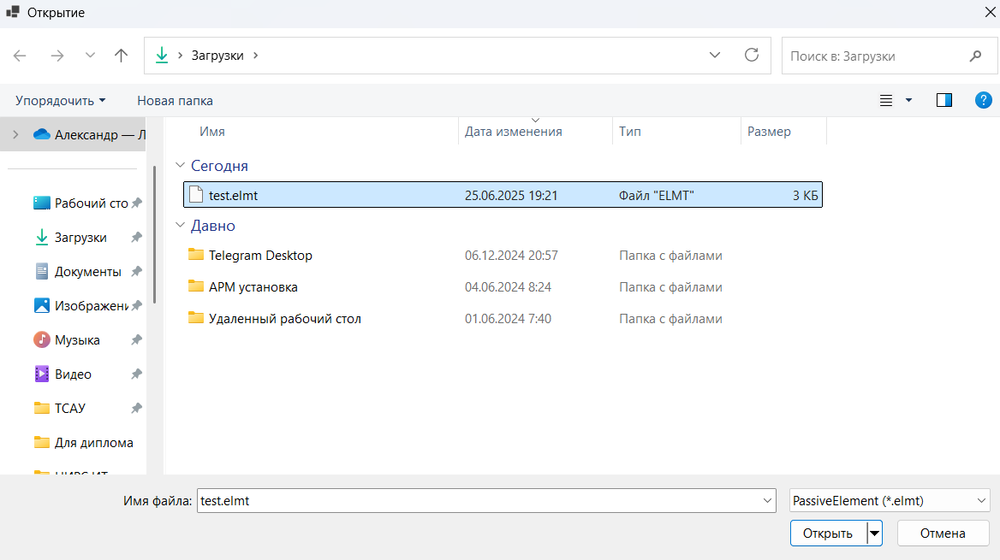 Открытие
Загрузки
Поиск в: Загрузки
Упорядочить
Новая папка
?
Александр — Л
Рабочий сто
Загрузки
Документы
Изображени
Музыка
Видео
ТСАУ
Для диплома
Имя Дата изменения Тип Размер
Сегодня
test.elmt 25.06.2025 19:21 Файл "ELMT" 3 КБ
Давно
Telegram Desktop 06.12.2024 20:57 Папка с файлами
АРМ установка 04.06.2024 8:24 Папка с файлами
Удаленный рабочий стол 01.06.2024 7:40 Папка с файлами
Имя файла: test.elmt PassiveElement (*.elmt)
Открыть Отмена